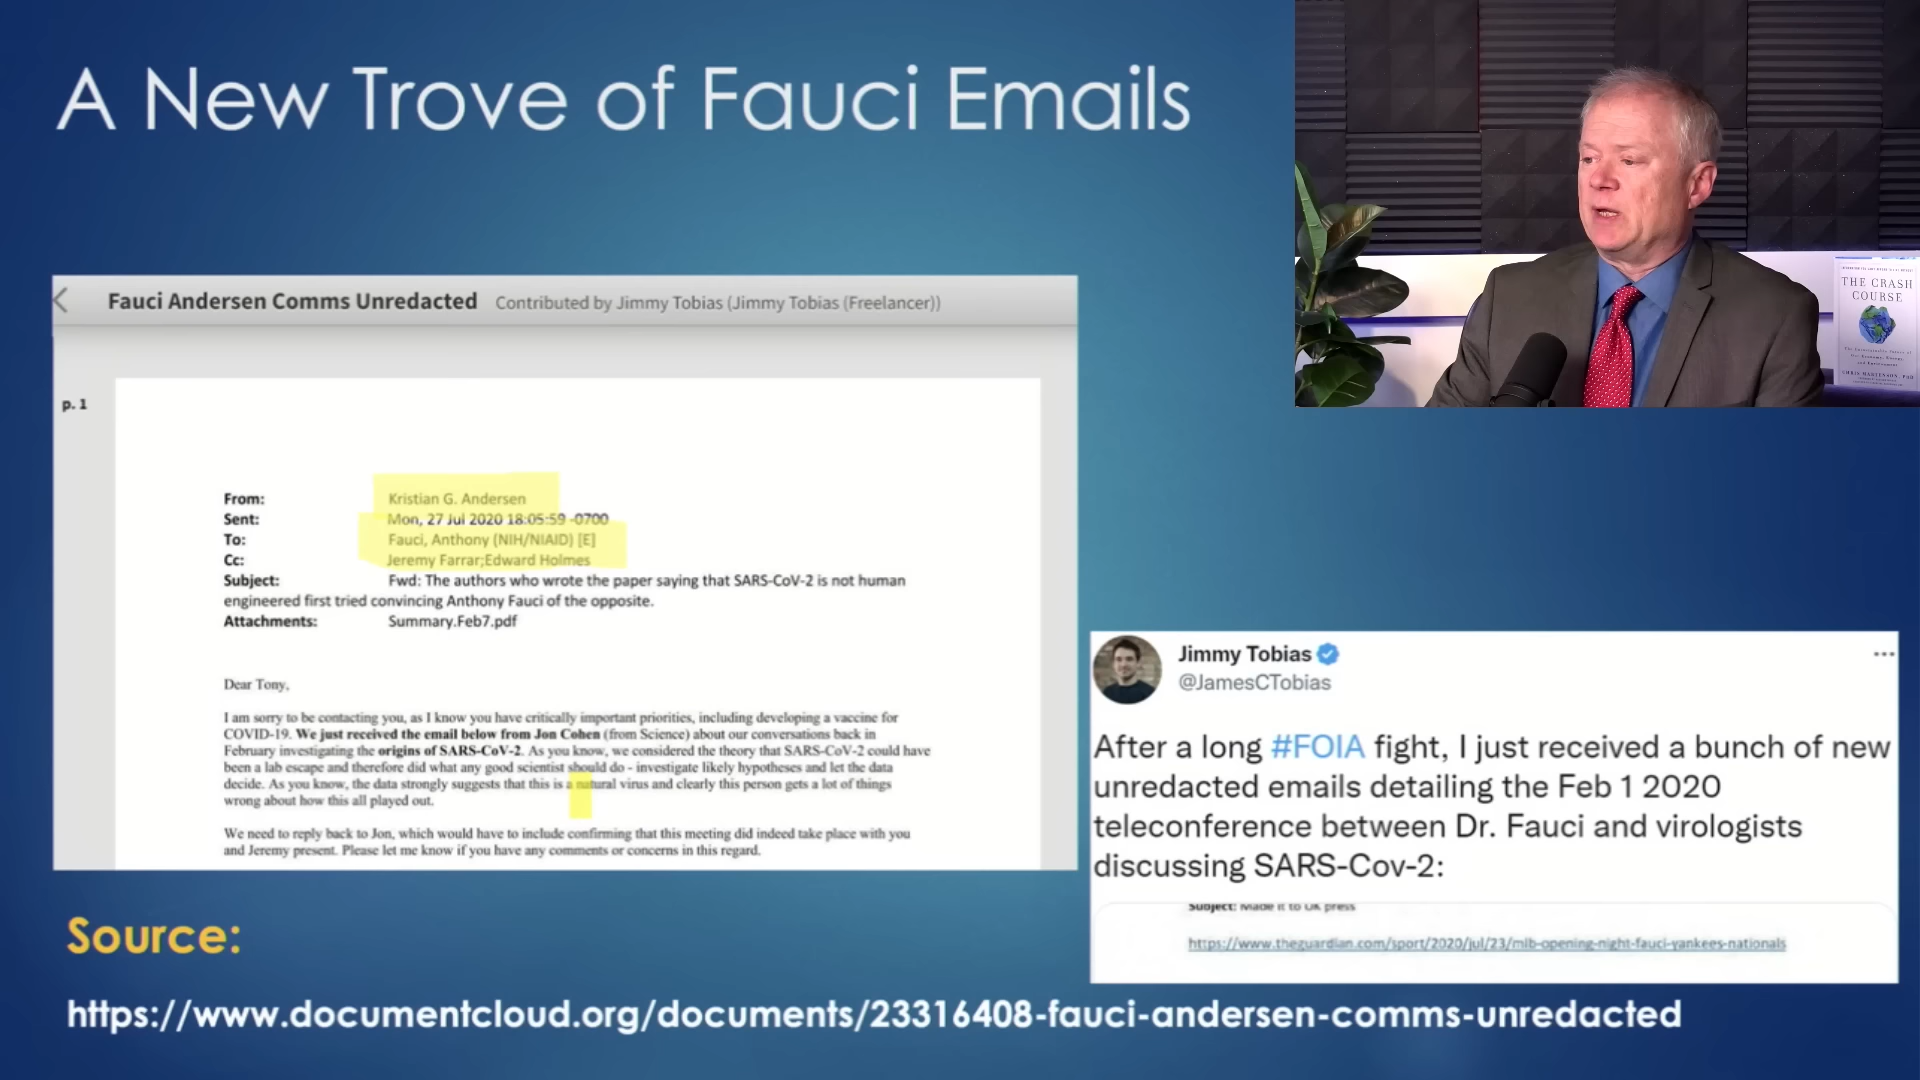 A New Trove of Fauci Emails
Fauci Andersen Comms Unredacted Contributed by Jimmy Tobias (Jimmy Tobias (Freelancer))
p. 1
From: Kristian G. Andersen
Sent: Mon, 27 Jul 2020 18:05:59 -0700
To: Fauci, Anthony (NIH/NIAID) [E]
Cc: Jeremy Farrar;Edward Holmes
Subject: Fwd: The authors who wrote the paper saying that SARS-CoV-2 is not human
engineered first tried convincing Anthony Fauci of the opposite.
Attachments: Summary.Feb7.pdf
Dear Tony,
I am sorry to be contacting you, as I know you have critically important priorities, including developing a vaccine for
COVID-19. We just received the email below from Jon Cohen (from Science) about our conversations back in
February investigating the origins of SARS-CoV-2. As you know, we considered the theory that SARS-CoV-2 could have
been a lab escape and therefore did what any good scientist should do - investigate likely hypotheses and let the data
decide. As you know, the data strongly suggests that this is a natural virus and clearly this person gets a lot of things
wrong about how this all played out.
We need to reply back to Jon, which would have to include confirming that this meeting did indeed take place with you
and Jeremy present. Please let me know if you have any comments or concerns in this regard.
THE CRASH
COURSE
CHRIS MARTENSON, PHD
Jimmy Tobias
@JamesCTobias
After a long #FOIA fight, I just received a bunch of new
unredacted emails detailing the Feb 1 2020
teleconference between Dr. Fauci and virologists
discussing SARS-Cov-2:
Subject: Made it to UK press
https://www.theguardian.com/sport/2020/jul/23/mlb-opening-night-fauci-yankees-nationals
Source:
https://www.documentcloud.org/documents/23316408-fauci-andersen-comms-unredacted